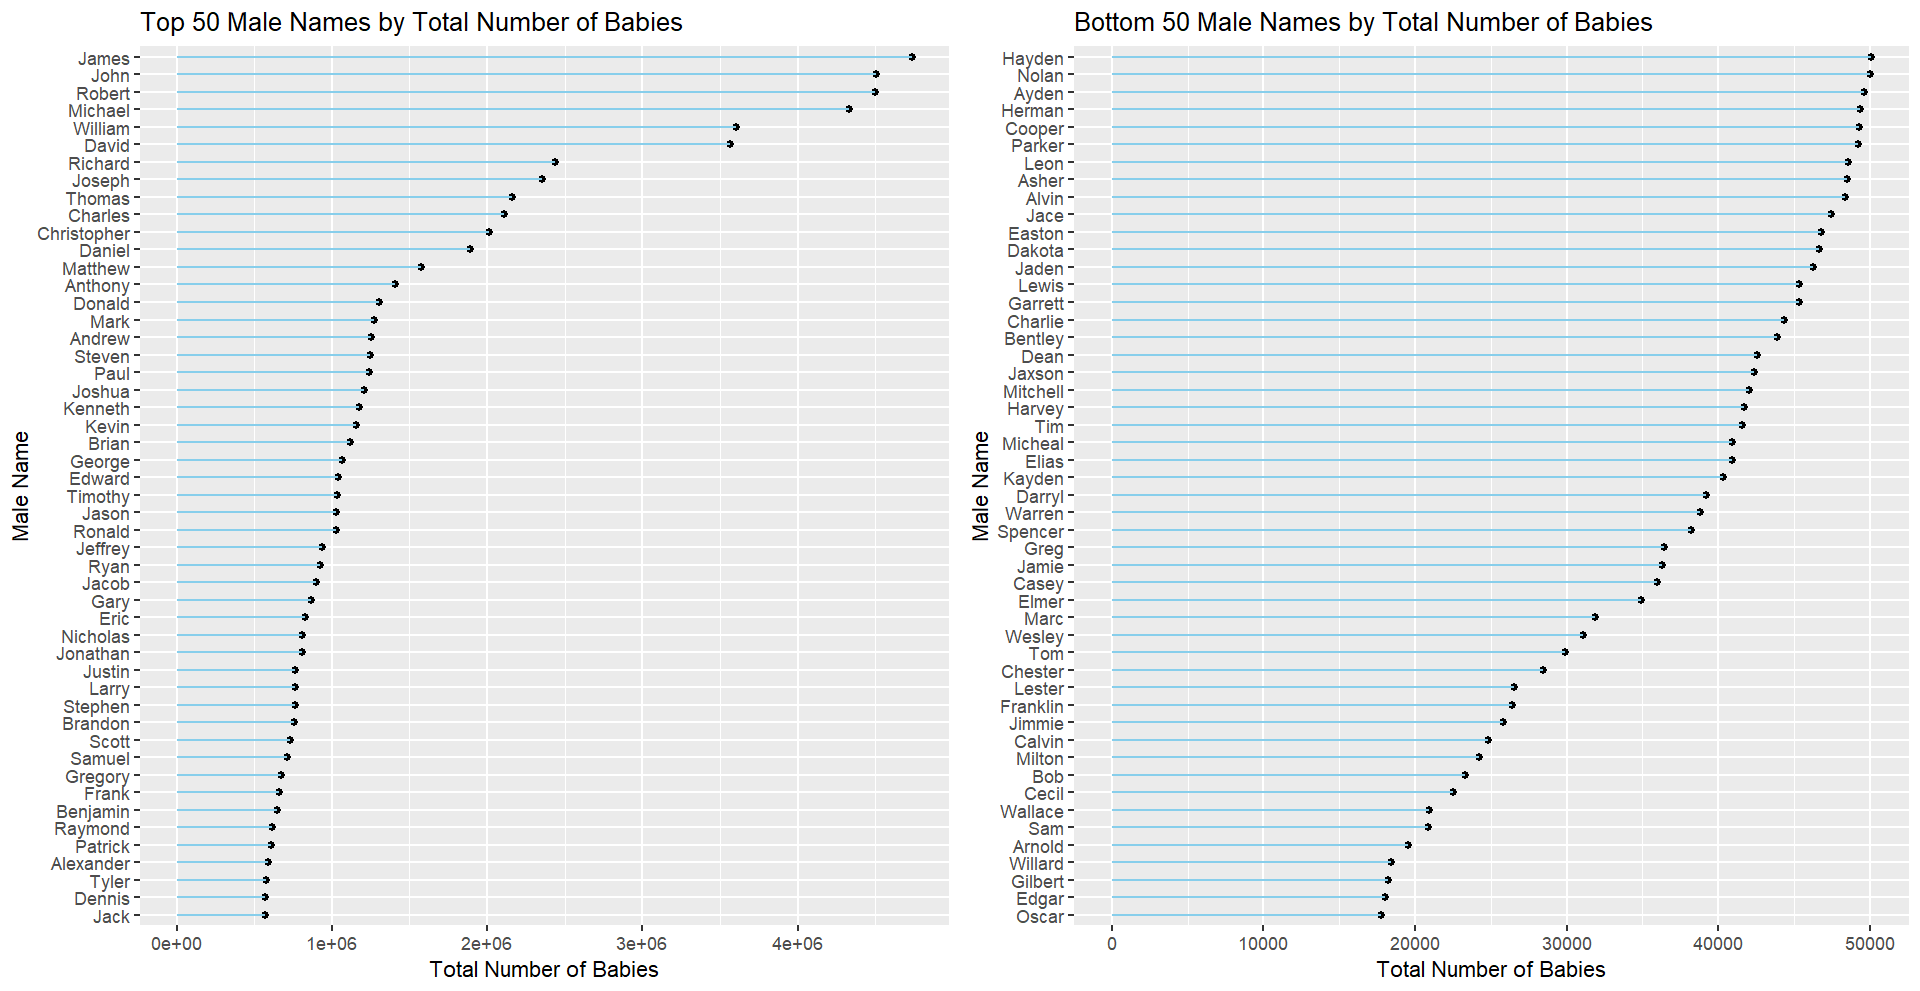 Top 50 Male Names by Total Number of Babies
Male Name
James
John
Robert
Michael
William
David
Richard
Joseph
Thomas
Charles
Christopher
Daniel
Matthew
Anthony
Donald
Mark
Andrew
Steven
Paul
Joshua
Kenneth
Kevin
Brian
George
Edward
Timothy
Jason
Ronald
Jeffrey
Ryan
Jacob
Gary
Eric
Nicholas
Jonathan
Justin
Larry
Stephen
Brandon
Scott
Samuel
Gregory
Frank
Benjamin
Raymond
Patrick
Alexander
Tyler
Dennis
Jack
0e+00 1e+06 2e+06 3e+06 4e+06
Total Number of Babies
Bottom 50 Male Names by Total Number of Babies
Male Name
Hayden
Nolan
Ayden
Herman
Cooper
Parker
Leon
Asher
Alvin
Jace
Easton
Dakota
Jaden
Lewis
Garrett
Charlie
Bentley
Dean
Jaxson
Mitchell
Harvey
Tim
Micheal
Elias
Kayden
Darryl
Warren
Spencer
Greg
Jamie
Casey
Elmer
Marc
Wesley
Tom
Chester
Lester
Franklin
Jimmie
Calvin
Milton
Bob
Cecil
Wallace
Sam
Arnold
Willard
Gilbert
Edgar
Oscar
0 10000 20000 30000 40000 50000
Total Number of Babies